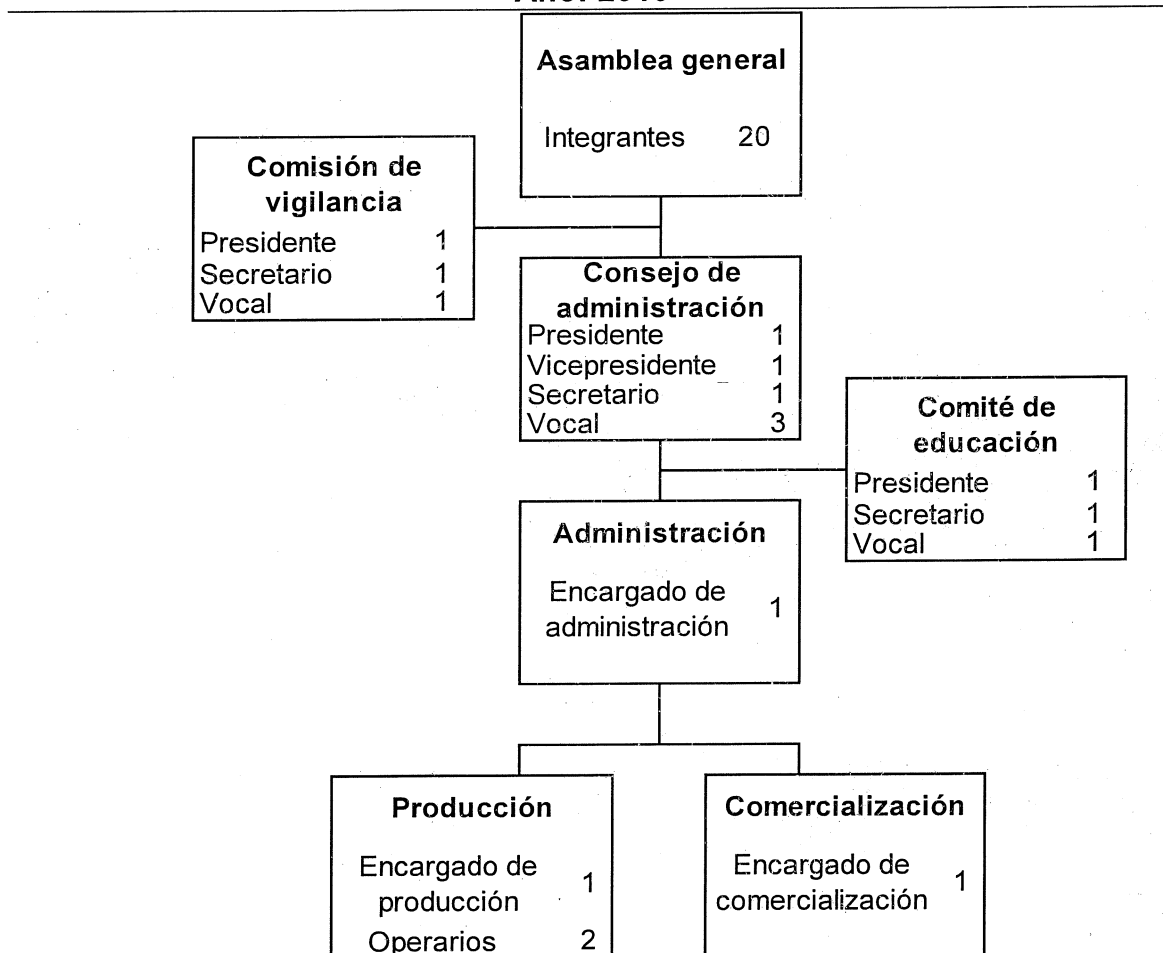 Asamblea general
Integrantes 20
Comisión de
vigilancia
Presidente 1
Secretario 1
Vocal 1
Consejo de
administración
Presidente 1
Vicepresidente 1
Secretario 1
Vocal 3
Comité de
educación
Presidente 1
Secretario 1
Vocal 1
Administración
Encargado de
administración 1
Producción
Encargado de
producción 1
Operarios 2
Comercialización
Encargado de
comercialización 1